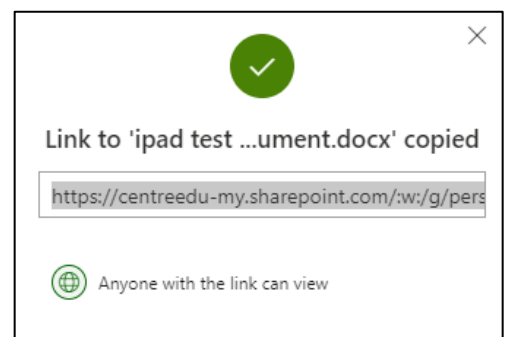 Link to 'ipad test ...ument.docx' copied
https://centreedu-my.sharepoint.com/:w:/g/pers
Anyone with the link can view